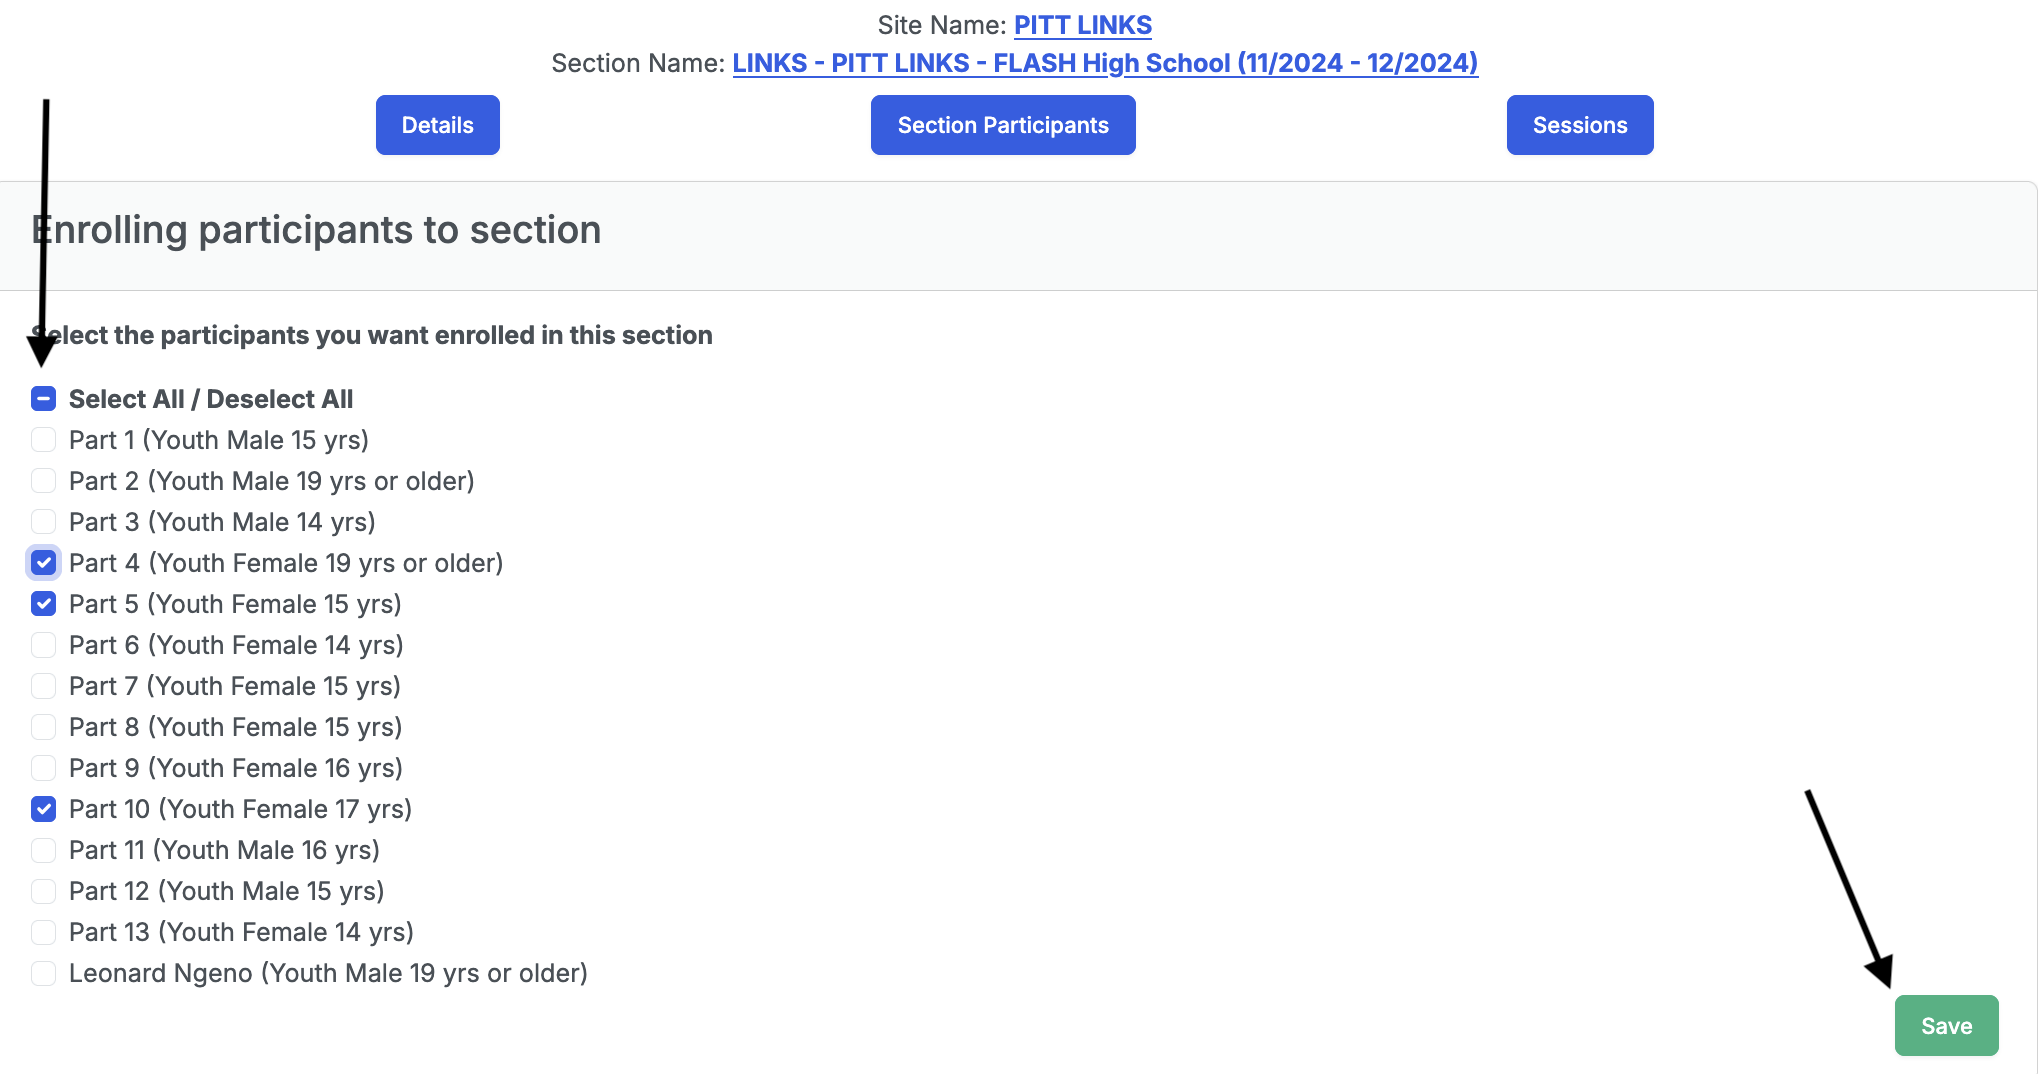 Site Name: PITT LINKS
Section Name: LINKS - PITT LINKS - FLASH High School (11/2024 - 12/2024)
Details
Section Participants
Sessions
Enrolling participants to section
Select the participants you want enrolled in this section
Select All / Deselect All
Part 1 (Youth Male 15 yrs)
Part 2 (Youth Male 19 yrs or older)
Part 3 (Youth Male 14 yrs)
Part 4 (Youth Female 19 yrs or older)
Part 5 (Youth Female 15 yrs)
Part 6 (Youth Female 14 yrs)
Part 7 (Youth Female 15 yrs)
Part 8 (Youth Female 15 yrs)
Part 9 (Youth Female 16 yrs)
Part 10 (Youth Female 17 yrs)
Part 11 (Youth Male 16 yrs)
Part 12 (Youth Male 15 yrs)
Part 13 (Youth Female 14 yrs)
Leonard Ngeno (Youth Male 19 yrs or older)
Save